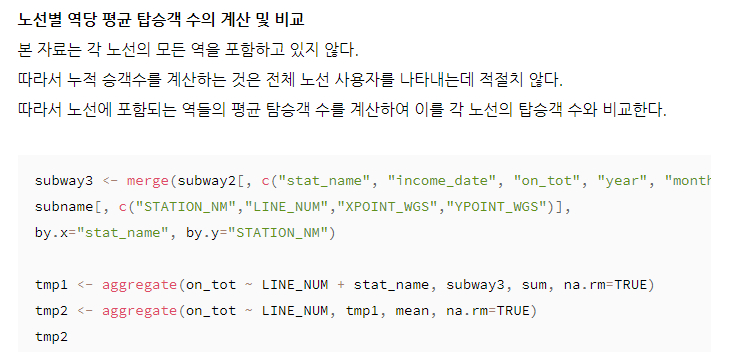 노선별 역당 평균 탑승객 수의 계산 및 비교
본 자료는 각 노선의 모든 역을 포함하고 있지 않다.
따라서 누적 승객수를 계산하는 것은 전체 노선 사용자를 나타내는데 적절치 않다.
따라서 노선에 포함되는 역들의 평균 탐승객 수를 계산하여 이를 각 노선의 탑승객 수와 비교한다.
subway3 <- merge(subway2[, c("stat_name", "income_date", "on_tot", "year", "month
subname[, c("STATION_NM","LINE_NUM","XPOINT_WGS","YPOINT_WGS")],
by.x="stat_name", by.y="STATION_NM")
tmp1 <- aggregate(on_tot ~ LINE_NUM + stat_name, subway3, sum, na.rm=TRUE)
tmp2 <- aggregate(on_tot ~ LINE_NUM, tmp1, mean, na.rm=TRUE)
tmp2